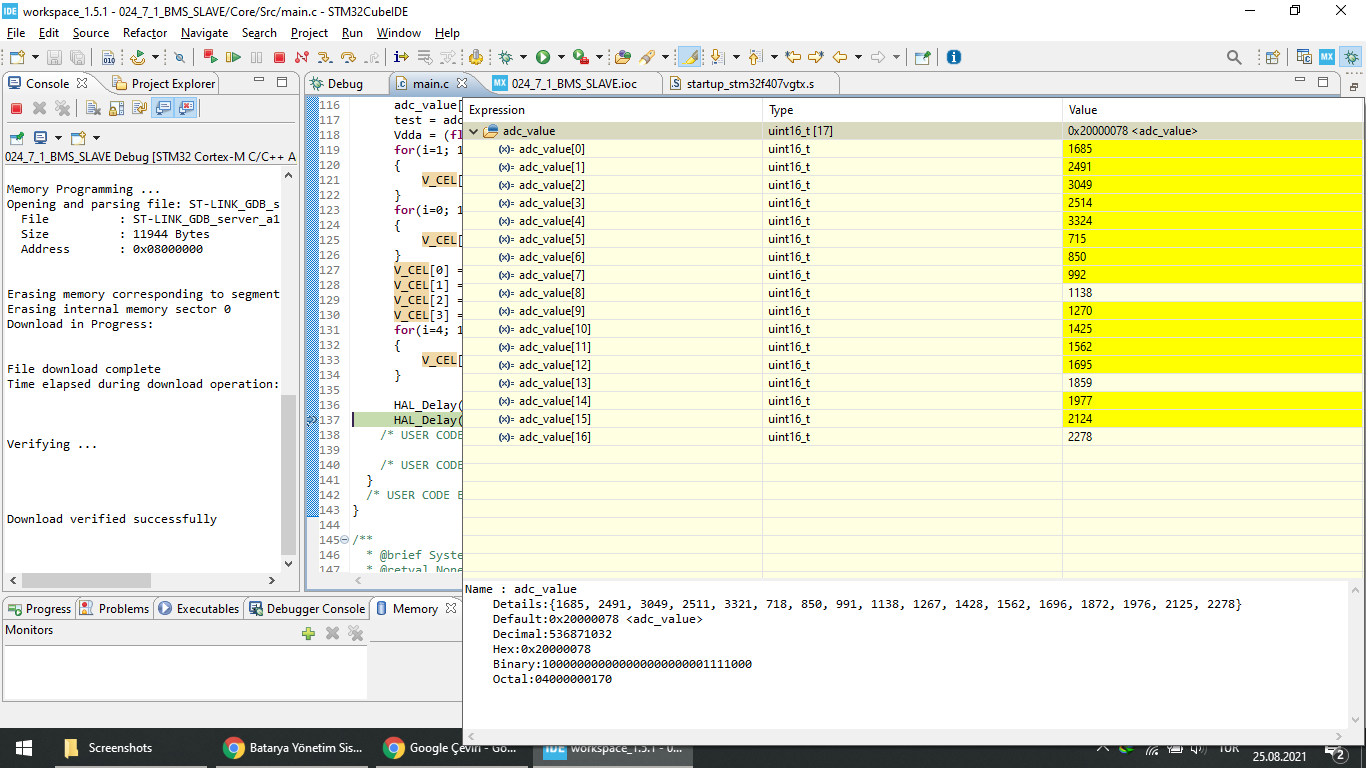 workspace_1.5.1 - 024_7_1_BMS_SLAVE/Core/Src/main.c - STM32CubeIDE
File Edit Source Refactor Navigate Search Project Run Window Help
Console Project Explorer
Debug main.c 024_7_1_BMS_SLAVE.ioc startup_stm32f407vgtx.s
024_7_1_BMS_SLAVE Debug [STM32 Cortex-M C/C++ A
Memory Programming ...
Opening and parsing file: ST-LINK_GDB_s
File : ST-LINK_GDB_server_a1
Size : 11944 Bytes
Address : 0x08000000
Erasing memory corresponding to segment
Erasing internal memory sector 0
Download in Progress:
File download complete
Time elapsed during download operation:
Verifying ...
Download verified successfully
116 adc_value[
117 test = adc
118 Vdda = (fl
119 for(i=1; 1
120 {
121 V_CEL[
122 }
123 for(i=0; 1
124 {
125 V_CEL[
126 }
127 V_CEL[0] =
128 V_CEL[1] =
129 V_CEL[2] =
130 V_CEL[3] =
131 for(i=4; 1
132 {
133 V_CEL[
134 }
135
136 HAL_Delay(
137 HAL_Delay(
138 /* USER CODE
139
140 /* USER CODE
141 }
142 /* USER CODE E
143 }
144
145 /**
146 * @brief Syste
147 * @retval None
Expression Type Value
adc_value uint16_t [17] 0x20000078 <adc_value>
(x)= adc_value[0] uint16_t 1685
(x)= adc_value[1] uint16_t 2491
(x)= adc_value[2] uint16_t 3049
(x)= adc_value[3] uint16_t 2514
(x)= adc_value[4] uint16_t 3324
(x)= adc_value[5] uint16_t 715
(x)= adc_value[6] uint16_t 850
(x)= adc_value[7] uint16_t 992
(x)= adc_value[8] uint16_t 1138
(x)= adc_value[9] uint16_t 1270
(x)= adc_value[10] uint16_t 1425
(x)= adc_value[11] uint16_t 1562
(x)= adc_value[12] uint16_t 1695
(x)= adc_value[13] uint16_t 1859
(x)= adc_value[14] uint16_t 1977
(x)= adc_value[15] uint16_t 2124
(x)= adc_value[16] uint16_t 2278
Name : adc_value
Details:{1685, 2491, 3049, 2511, 3321, 718, 850, 991, 1138, 1267, 1428, 1562, 1696, 1872, 1976, 2125, 2278}
Default:0x20000078 <adc_value>
Decimal:536871032
Hex:0x20000078
Binary:100000000000000000000001111000
Octal:04000000170
Progress Problems Executables Debugger Console Memory
Monitors
Screenshots
Batarya Yönetim Sis...
Google Çeviri - Go...
IDE workspace_1.5.1 - 0...
TUR
25.08.2021
2